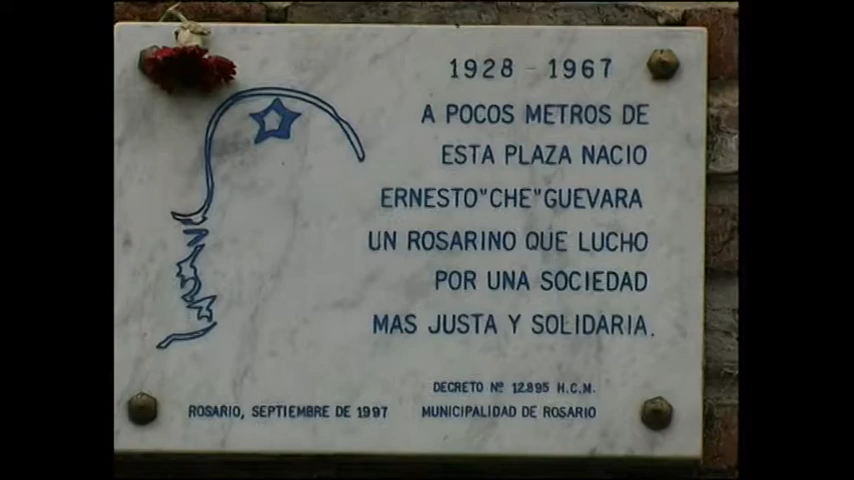 1928 - 1967
A POCOS METROS DE
ESTA PLAZA NACIO
ERNESTO "CHE" GUEVARA
UN ROSARINO QUE LUCHO
POR UNA SOCIEDAD
MAS JUSTA Y SOLIDARIA.
DECRETO Nº 12.895 H.C.M.
ROSARIO, SEPTIEMBRE DE 1997 MUNICIPALIDAD DE ROSARIO